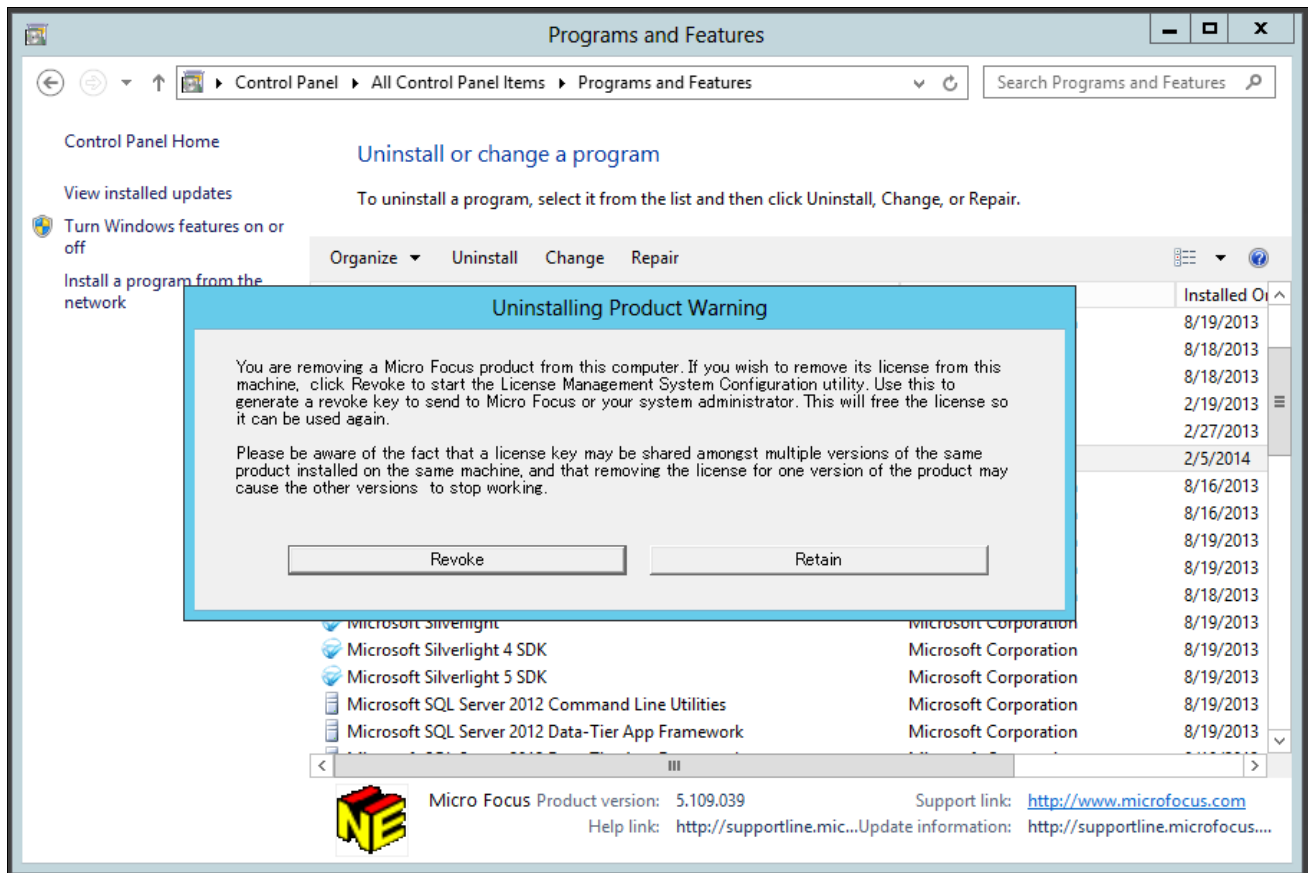 Programs and Features
Control Panel All Control Panel Items Programs and Features
Search Programs and Features
Control Panel Home
View installed updates
Turn Windows features on or
off
Install a program from the
network
Uninstall or change a program
To uninstall a program, select it from the list and then click Uninstall, Change, or Repair.
Organize Uninstall Change Repair
Installed O
8/19/2013
8/18/2013
8/18/2013
2/19/2013
2/27/2013
2/5/2014
8/16/2013
8/16/2013
8/19/2013
8/19/2013
8/18/2013
Uninstalling Product Warning
You are removing a Micro Focus product from this computer. If you wish to remove its license from this
machine, click Revoke to start the License Management System Configuration utility. Use this to
generate a revoke key to send to Micro Focus or your system administrator. This will free the license so
it can be used again.
Please be aware of the fact that a license key may be shared amongst multiple versions of the same
product installed on the same machine, and that removing the license for one version of the product may
cause the other versions to stop working.
Revoke Retain
Microsoft Silverlight Microsoft Corporation 8/19/2013
Microsoft Silverlight 4 SDK Microsoft Corporation 8/19/2013
Microsoft Silverlight 5 SDK Microsoft Corporation 8/19/2013
Microsoft SQL Server 2012 Command Line Utilities Microsoft Corporation 8/19/2013
Microsoft SQL Server 2012 Data-Tier App Framework Microsoft Corporation 8/19/2013
NE
Micro Focus Product version: 5.109.039 Support link: http://www.microfocus.com
Help link: http://supportline.mic... Update information: http://supportline.microfocus....